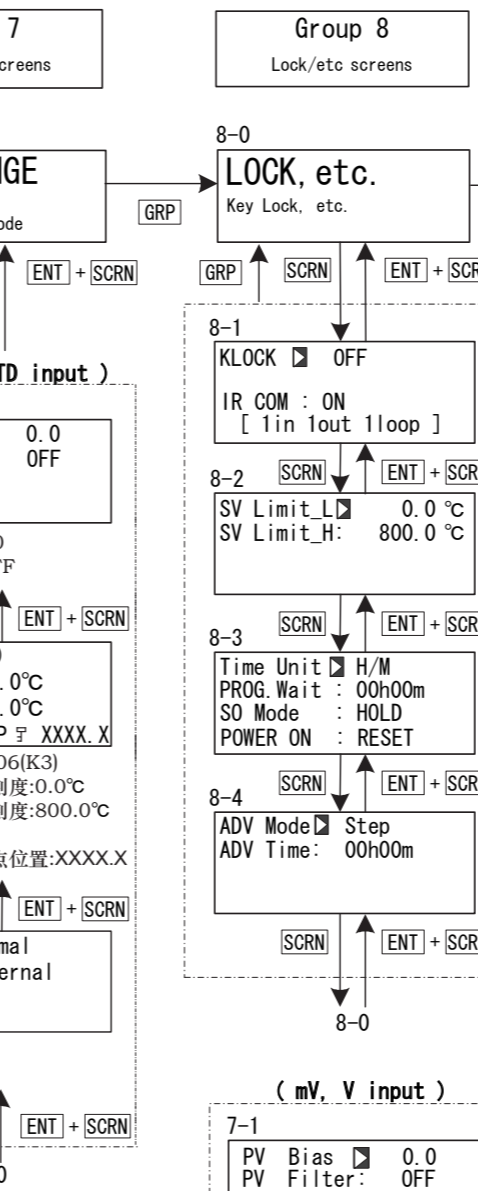 7
creens
Group 8
Lock/etc screens
NGE
ode
GRP
ENT + SCRN
8-0
LOCK, etc.
Key Lock, etc.
GRP
SCRN
ENT + SCR
8-1
KLOCK OFF
IR COM : ON
[ 1in 1out 1loop ]
SCRN
ENT + SCR
8-2
SV Limit_L 0.0 ℃
SV Limit_H: 800.0 ℃
SCRN
ENT + SCR
8-3
Time Unit H/M
PROG.Wait : 00h00m
SO Mode : HOLD
POWER ON : RESET
SCRN
ENT + SCR
8-4
ADV Mode Step
ADV Time: 00h00m
SCRN
ENT + SCR
8-0
TD input )
0.0
OFF
ENT + SCRN
.0℃
.0℃
XXXX.X
06(K3)
度:0.0℃
度:800.0℃
点位置:XXXX.X
ENT + SCRN
mal
ernal
ENT + SCRN
( mV, V input )
7-1
PV Bias 0.0
PV Filter: OFF